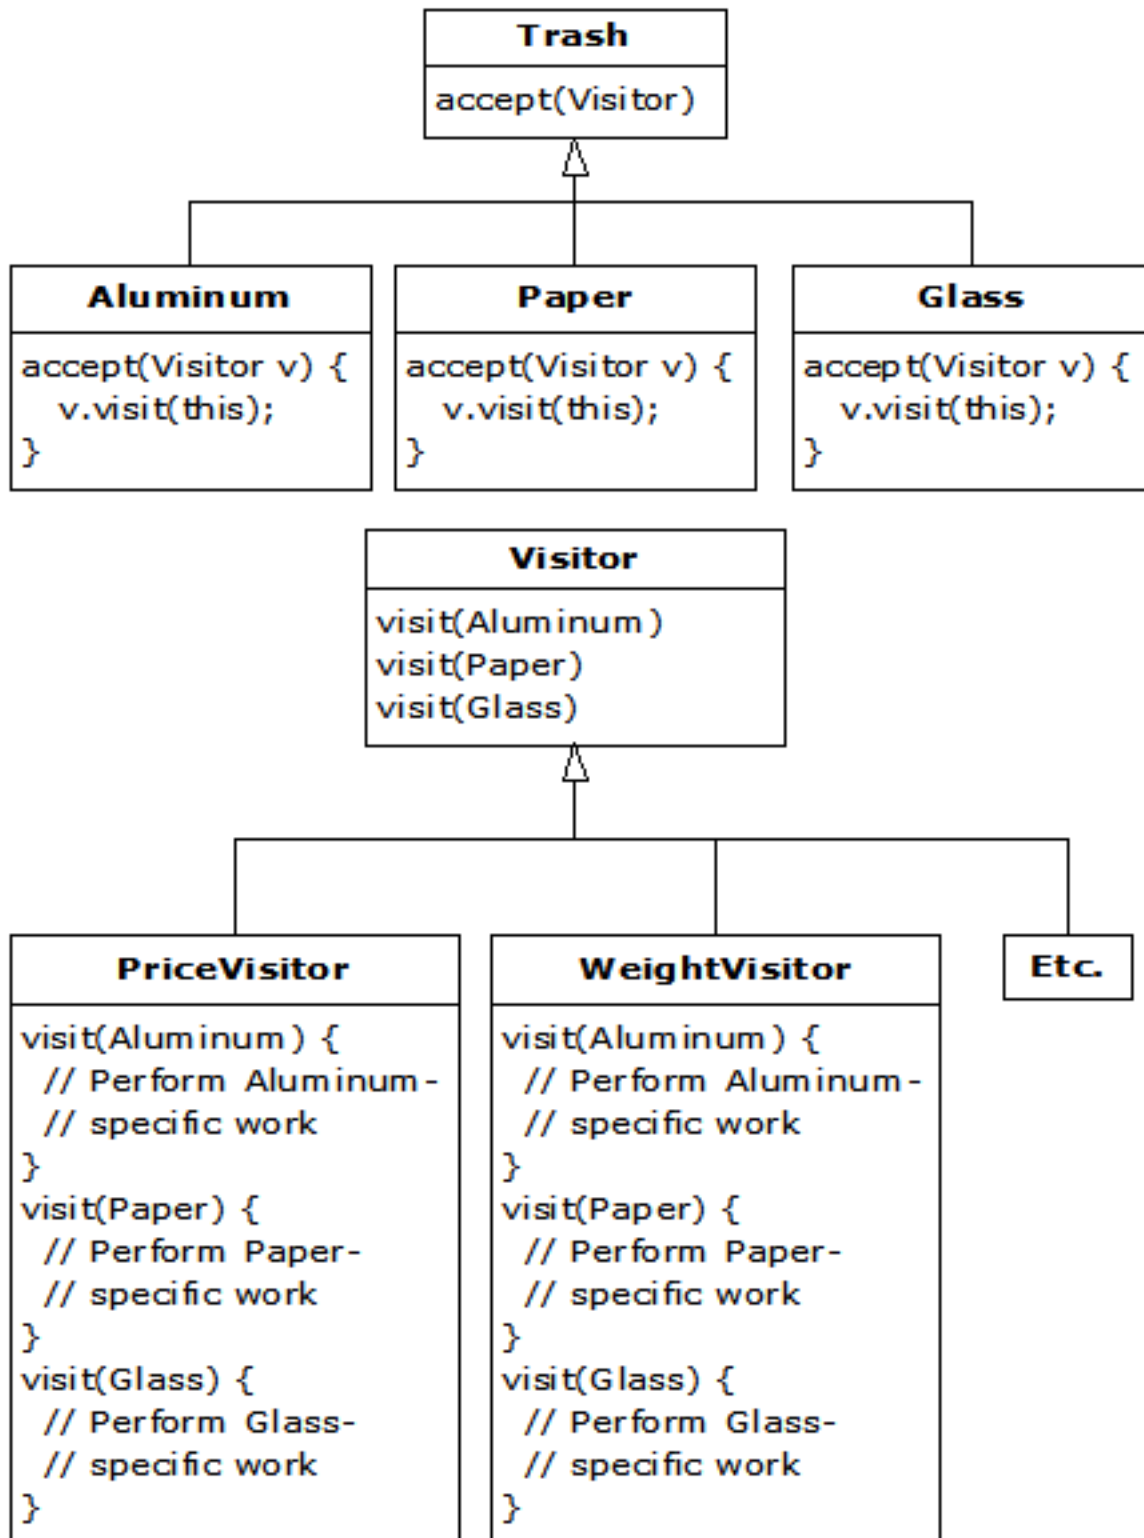 Trash
accept(Visitor)
Aluminum
accept(Visitor v) {
v.visit(this);
}
Paper
accept(Visitor v) {
v.visit(this);
}
Glass
accept(Visitor v) {
v.visit(this);
}
Visitor
visit(Aluminum)
visit(Paper)
visit(Glass)
PriceVisitor
visit(Aluminum) {
// Perform Aluminum-
// specific work
}
visit(Paper) {
// Perform Paper-
// specific work
}
visit(Glass) {
// Perform Glass-
// specific work
}
WeightVisitor
visit(Aluminum) {
// Perform Aluminum-
// specific work
}
visit(Paper) {
// Perform Paper-
// specific work
}
visit(Glass) {
// Perform Glass-
// specific work
}
Etc.